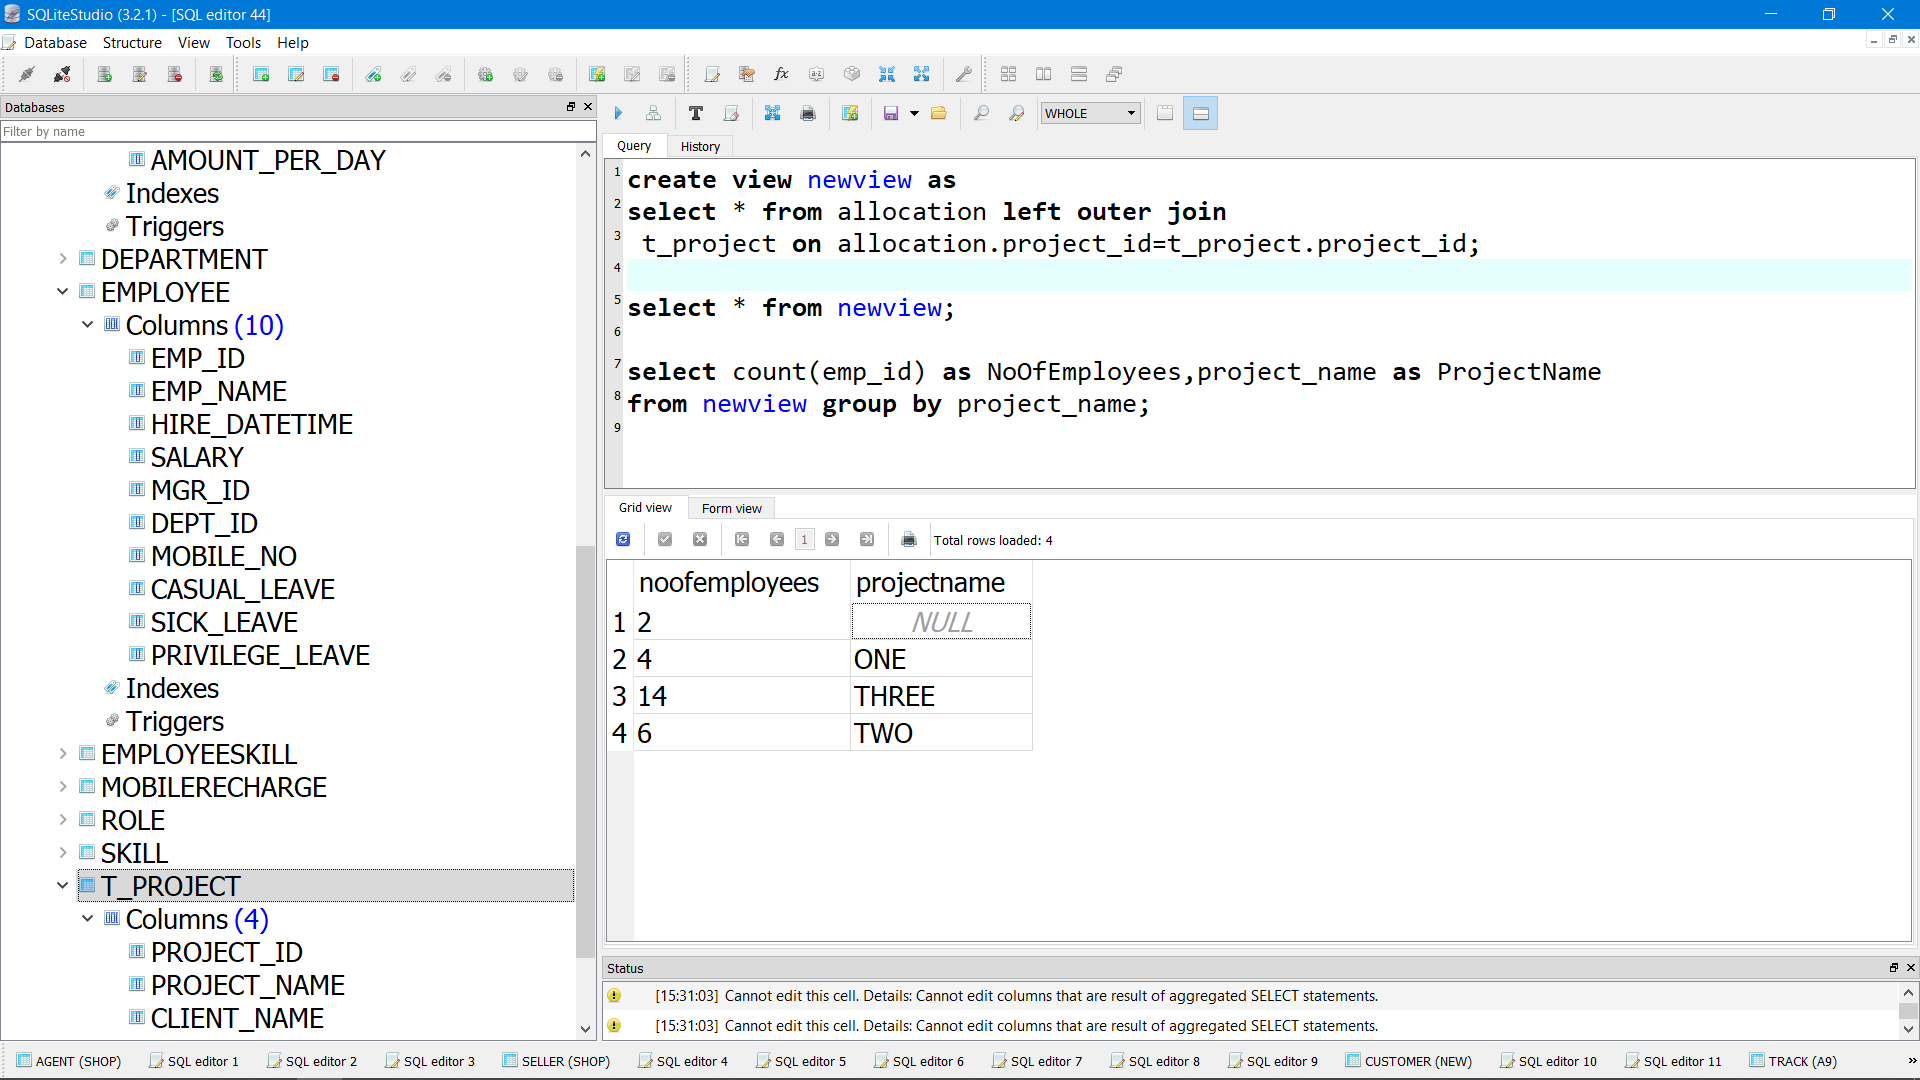 SQLiteStudio (3.2.1) - [SQL editor 44]
Database Structure View Tools Help
Databases
Filter by name
AMOUNT_PER_DAY
Indexes
Triggers
DEPARTMENT
EMPLOYEE
Columns (10)
EMP_ID
EMP_NAME
HIRE_DATETIME
SALARY
MGR_ID
DEPT_ID
MOBILE_NO
CASUAL_LEAVE
SICK_LEAVE
PRIVILEGE_LEAVE
Indexes
Triggers
EMPLOYEESKILL
MOBILERECHARGE
ROLE
SKILL
T_PROJECT
Columns (4)
PROJECT_ID
PROJECT_NAME
CLIENT_NAME
WHOLE
Query History
1 create view newview as
2 select * from allocation left outer join
3 t_project on allocation.project_id=t_project.project_id;
4
5 select * from newview;
6
7 select count(emp_id) as NoOfEmployees,project_name as ProjectName
8 from newview group by project_name;
9
Grid view Form view
1 Total rows loaded: 4
noofemployees projectname
1 2 NULL
2 4 ONE
3 14 THREE
4 6 TWO
Status
[15:31:03] Cannot edit this cell. Details: Cannot edit columns that are result of aggregated SELECT statements.
[15:31:03] Cannot edit this cell. Details: Cannot edit columns that are result of aggregated SELECT statements.
AGENT (SHOP) SQL editor 1 SQL editor 2 SQL editor 3 SELLER (SHOP) SQL editor 4 SQL editor 5 SQL editor 6 SQL editor 7 SQL editor 8 SQL editor 9 CUSTOMER (NEW) SQL editor 10 SQL editor 11 TRACK (A9) »